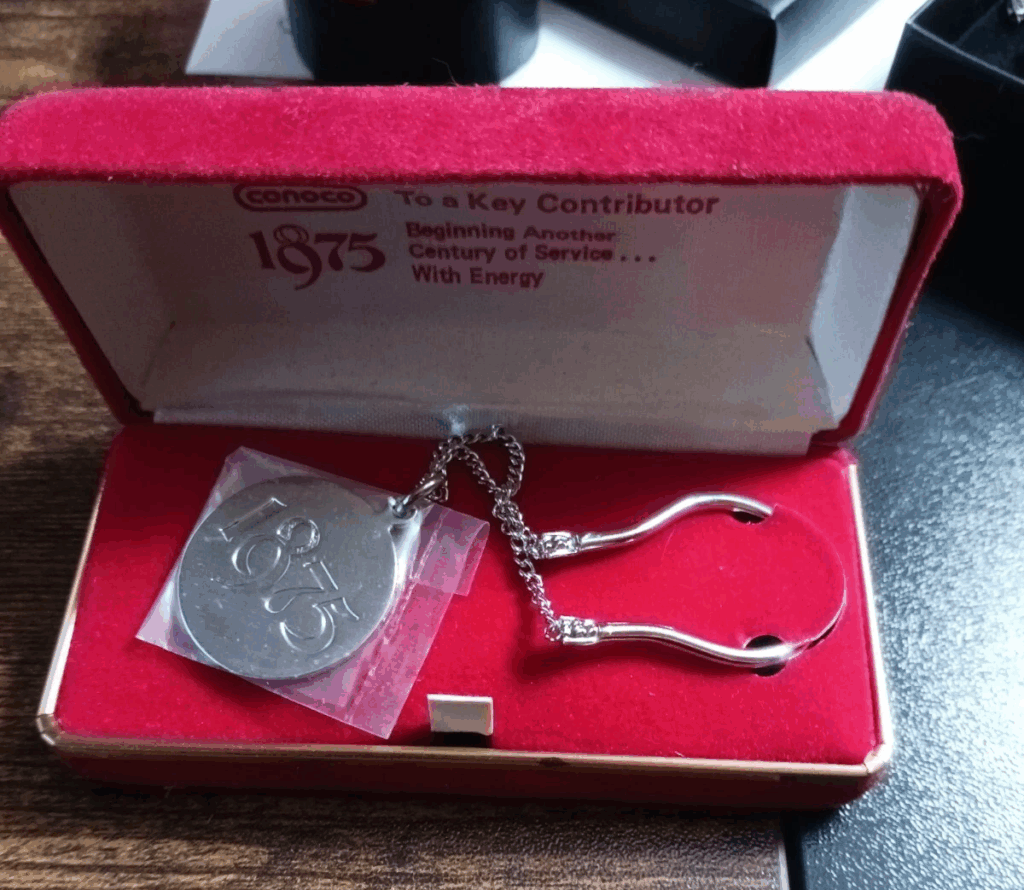 conoco
To a Key Contributor
1875
Beginning Another
Century of Service...
With Energy
1875